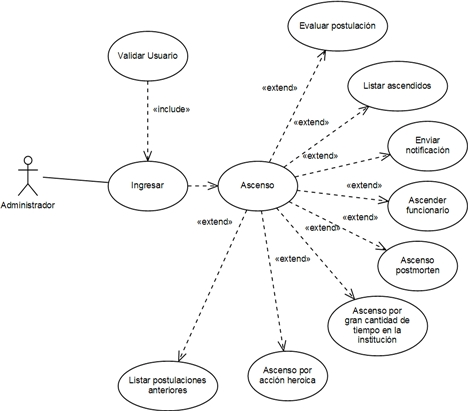 Evaluar postulación
Validar Usuario
«extend»
Listar ascendidos
«include»
«extend»
«extend»
Enviar
notificación
Administrador
Ingresar
Ascenso
«extend»
Ascender
funcionario
«extend»
«extend»
Ascenso
postmorten
«extend»
«extend»
Ascenso por
gran cantidad de
tiempo en la
institución
Listar postulaciones
anteriores
Ascenso por
acción heroica